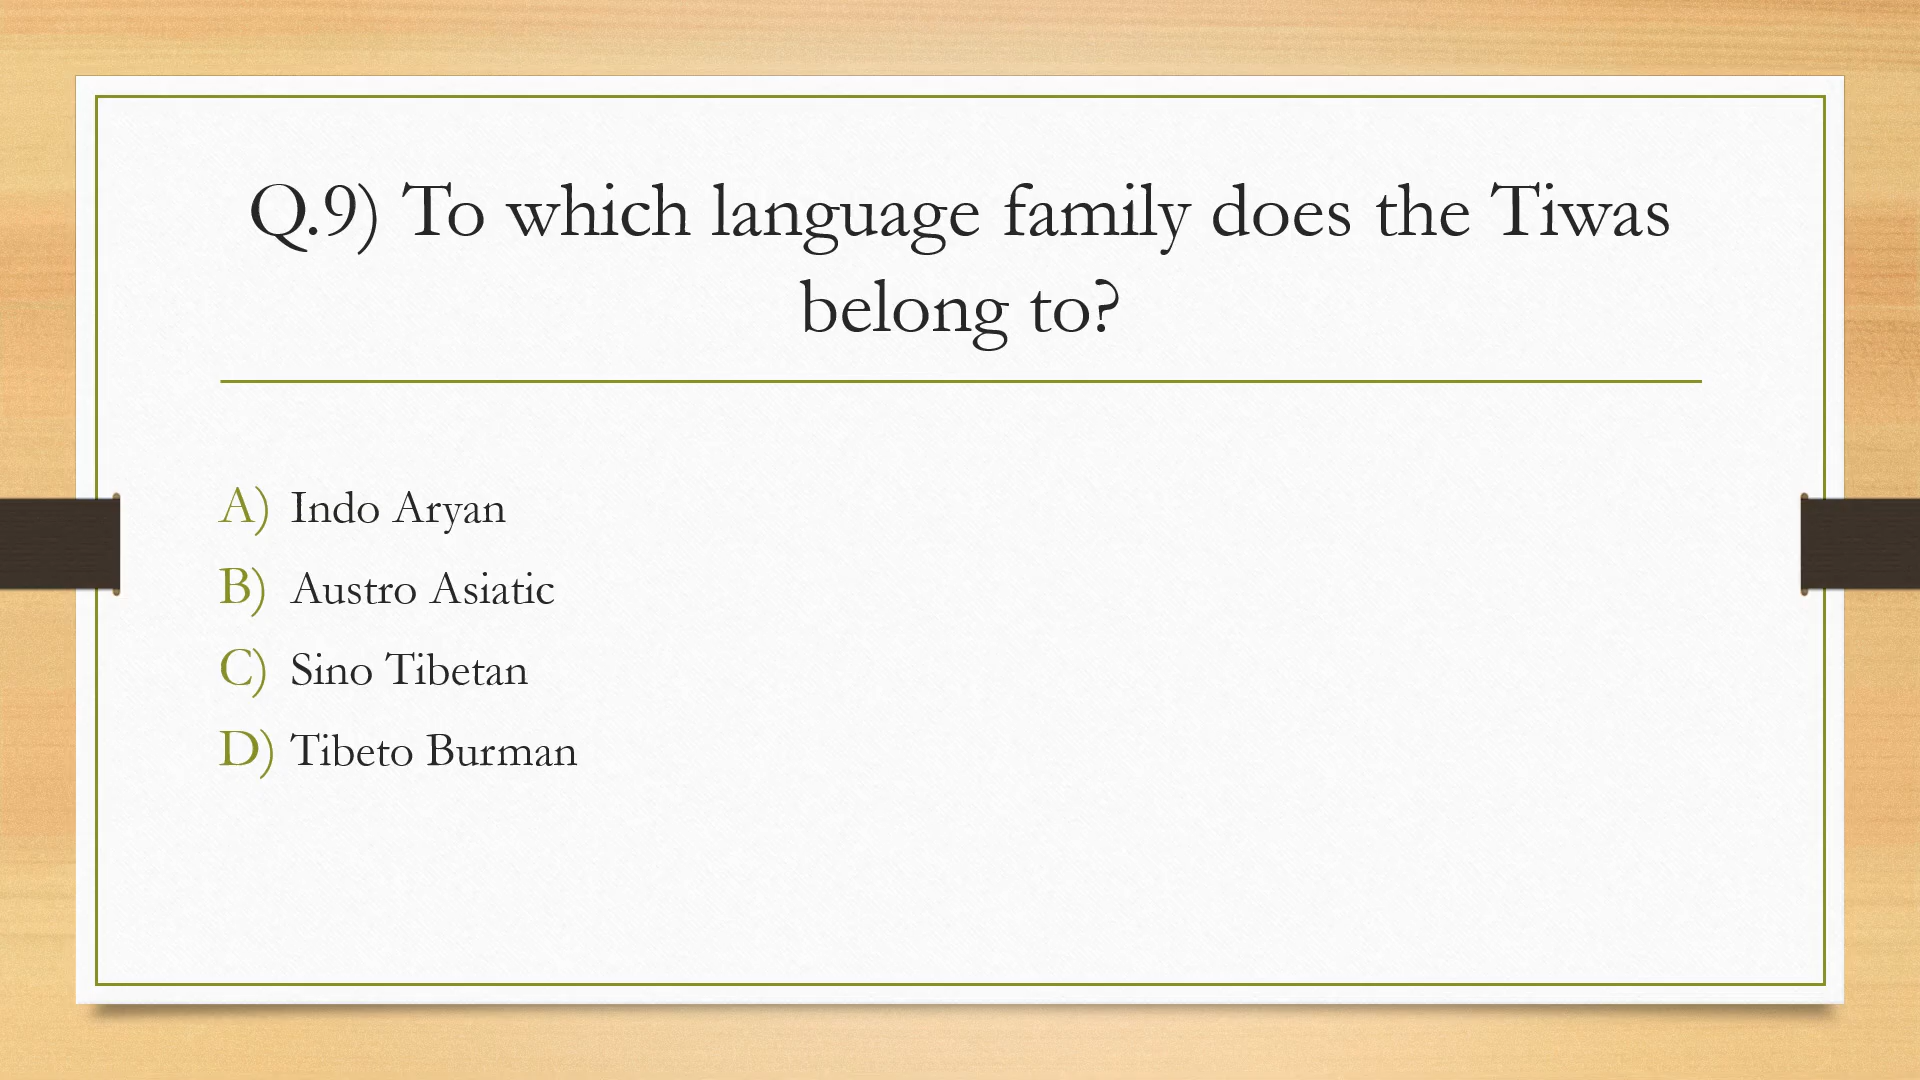 Q.9) To which language family does the Tiwas
belong to?
A) Indo Aryan
B) Austro Asiatic
C) Sino Tibetan
D) Tibeto Burman